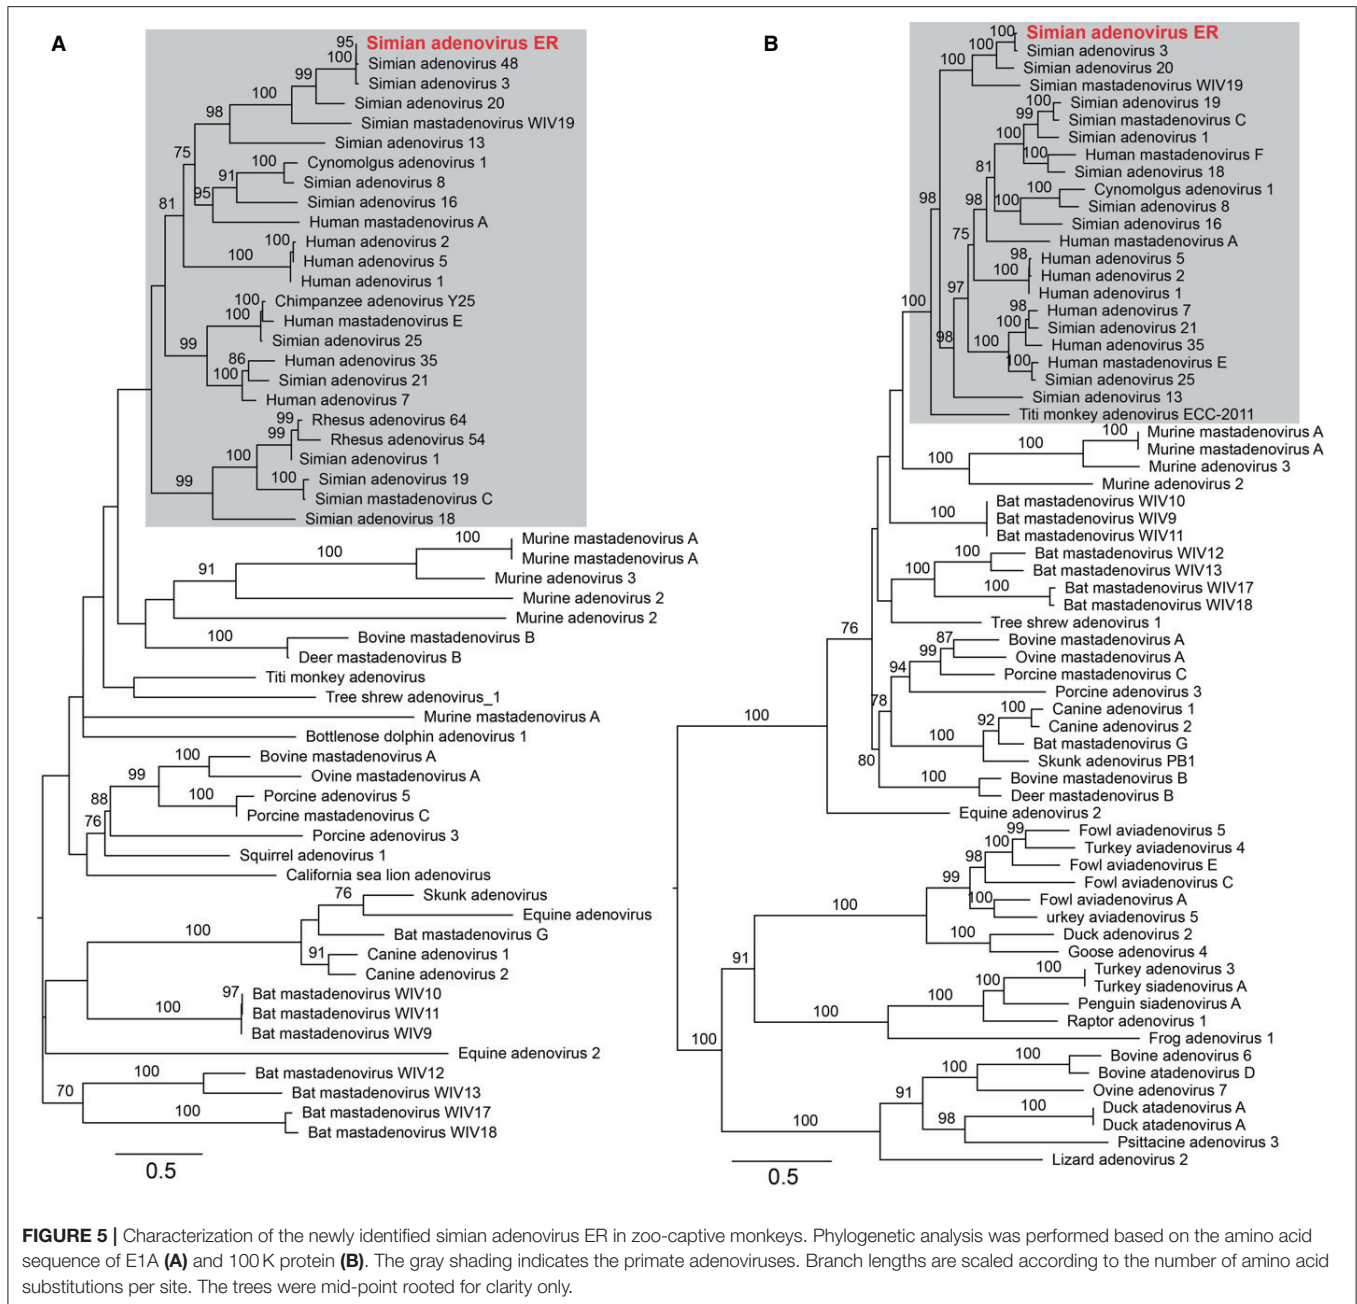 A
95
Simian adenovirus ER
100
Simian adenovirus 48
99
Simian adenovirus 3
100
Simian adenovirus 20
98
Simian mastadenovirus WIV19
Simian adenovirus 13
75
100
Cynomolgus adenovirus 1
91
Simian adenovirus 8
95
Simian adenovirus 16
81
Human mastadenovirus A
100
Human adenovirus 2
100
Human adenovirus 5
Human adenovirus 1
100
Chimpanzee adenovirus Y25
100
Human mastadenovirus E
99
Simian adenovirus 25
86
Human adenovirus 35
100
Simian adenovirus 21
Human adenovirus 7
99
Rhesus adenovirus 64
99
Rhesus adenovirus 54
100
Simian adenovirus 1
99
100
Simian adenovirus 19
Simian mastadenovirus C
Simian adenovirus 18
100
Murine mastadenovirus A
100
Murine mastadenovirus A
91
Murine adenovirus 3
Murine adenovirus 2
Murine adenovirus 2
100
Bovine mastadenovirus B
Deer mastadenovirus B
Titi monkey adenovirus
Tree shrew adenovirus_1
Murine mastadenovirus A
Bottlenose dolphin adenovirus 1
100
Bovine mastadenovirus A
99
Ovine mastadenovirus A
88
100
Porcine adenovirus 5
Porcine mastadenovirus C
76
Porcine adenovirus 3
Squirrel adenovirus 1
California sea lion adenovirus
76
Skunk adenovirus
Equine adenovirus
100
Bat mastadenovirus G
91
Canine adenovirus 1
Canine adenovirus 2
97
Bat mastadenovirus WIV10
100
Bat mastadenovirus WIV11
Bat mastadenovirus WIV9
Equine adenovirus 2
100
Bat mastadenovirus WIV12
70
Bat mastadenovirus WIV13
100
Bat mastadenovirus WIV17
Bat mastadenovirus WIV18
0.5
B
100
Simian adenovirus ER
100
Simian adenovirus 3
100
Simian adenovirus 20
Simian mastadenovirus WIV19
100
Simian adenovirus 19
99
Simian mastadenovirus C
100
Simian adenovirus 1
100
Human mastadenovirus F
81
Simian adenovirus 18
100
Cynomolgus adenovirus 1
98
98
100
Simian adenovirus 8
Simian adenovirus 16
75
Human mastadenovirus A
98
Human adenovirus 5
100
Human adenovirus 2
97
Human adenovirus 1
100
98
Human adenovirus 7
100
Simian adenovirus 21
98
100
Human adenovirus 35
100
Human mastadenovirus E
Simian adenovirus 25
Simian adenovirus 13
Titi monkey adenovirus ECC-2011
100
Murine mastadenovirus A
100
Murine mastadenovirus A
100
Murine adenovirus 3
Murine adenovirus 2
Bat mastadenovirus WIV10
100
Bat mastadenovirus WIV9
Bat mastadenovirus WIV11
100
Bat mastadenovirus WIV12
100
Bat mastadenovirus WIV13
100
Bat mastadenovirus WIV17
Bat mastadenovirus WIV18
Tree shrew adenovirus 1
76
87
Bovine mastadenovirus A
99
Ovine mastadenovirus A
94
Porcine mastadenovirus C
78
Porcine adenovirus 3
100
Canine adenovirus 1
92
Canine adenovirus 2
100
Bat mastadenovirus G
80
Skunk adenovirus PB1
100
Bovine mastadenovirus B
Deer mastadenovirus B
100
Equine adenovirus 2
99
Fowl aviadenovirus 5
100
Turkey aviadenovirus 4
98
Fowl aviadenovirus E
99
Fowl aviadenovirus C
100
Fowl aviadenovirus A
100
urkey aviadenovirus 5
100
Duck adenovirus 2
Goose adenovirus 4
91
100
Turkey adenovirus 3
100
Turkey siadenovirus A
100
Penguin siadenovirus A
100
Raptor adenovirus 1
Frog adenovirus 1
100
100
Bovine adenovirus 6
Bovine atadenovirus D
91
Ovine adenovirus 7
100
Duck atadenovirus A
98
Duck atadenovirus A
100
Psittacine adenovirus 3
Lizard adenovirus 2
0.5
FIGURE 5 | Characterization of the newly identified simian adenovirus ER in zoo-captive monkeys. Phylogenetic analysis was performed based on the amino acid
sequence of E1A (A) and 100 K protein (B). The gray shading indicates the primate adenoviruses. Branch lengths are scaled according to the number of amino acid
substitutions per site. The trees were mid-point rooted for clarity only.